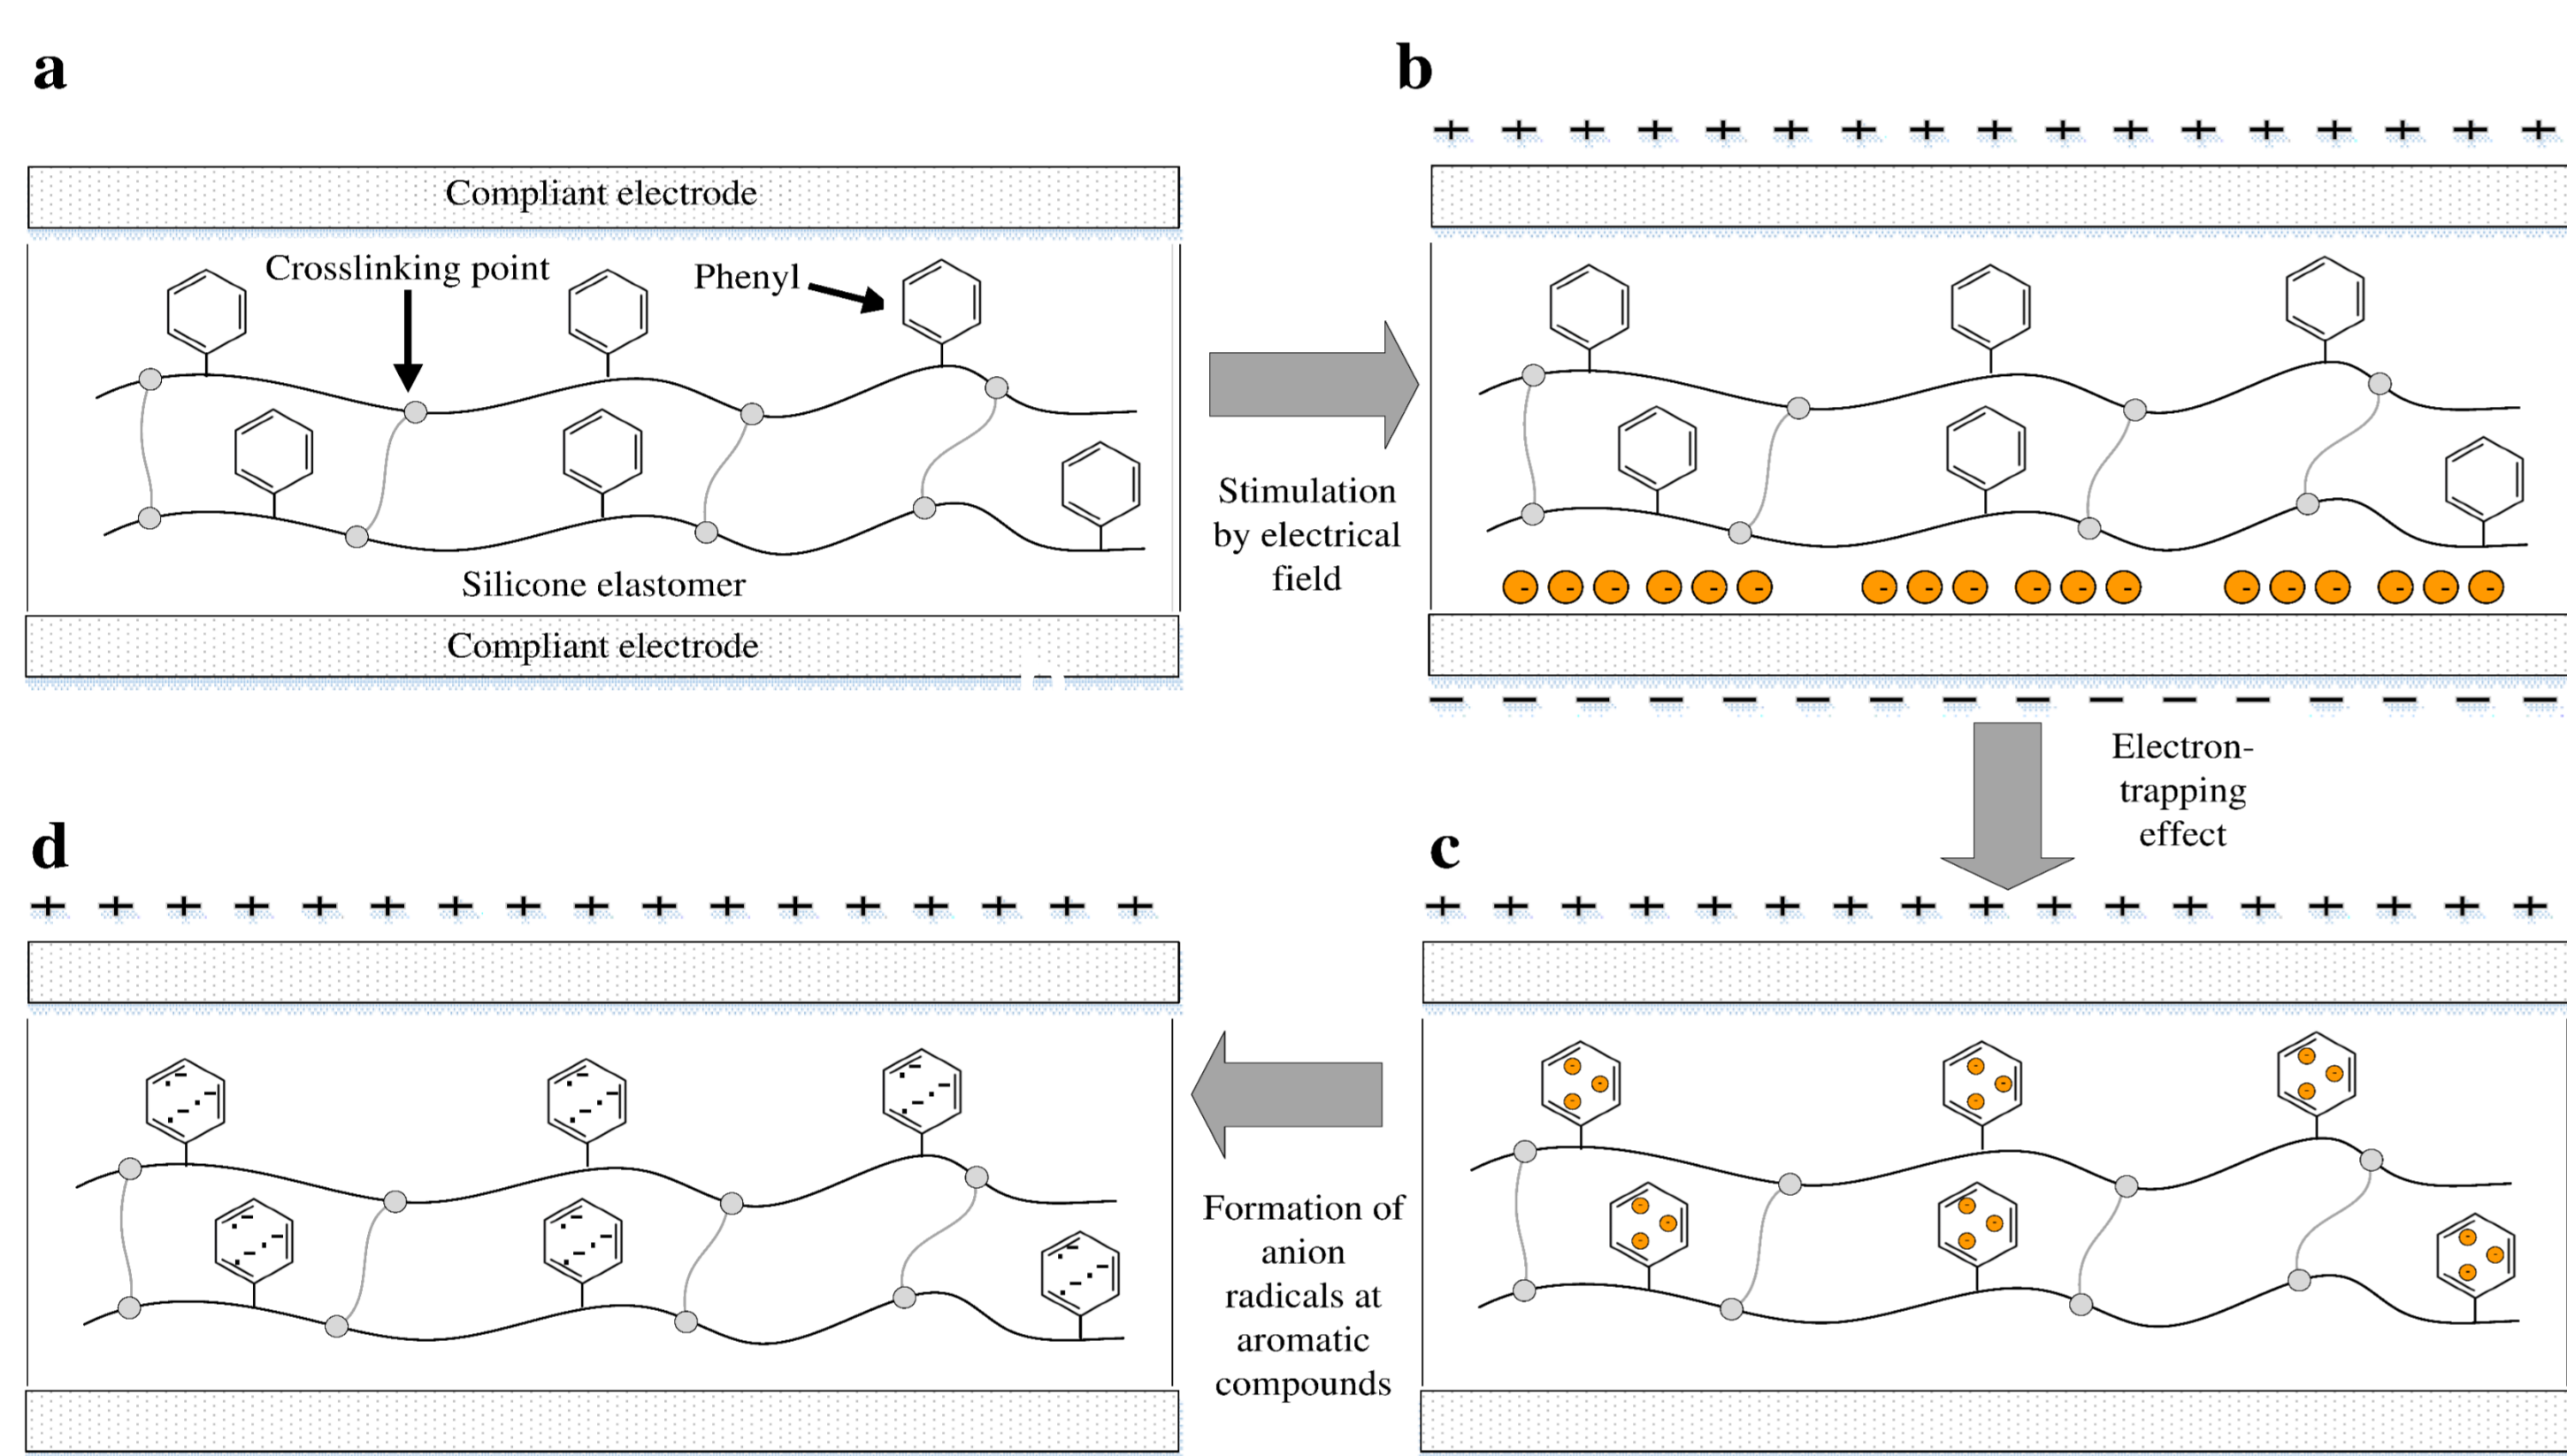 a
b
Compliant electrode
Crosslinking point
Phenyl
Silicone elastomer
Compliant electrode
Stimulation
by electrical
field
Electron-
trapping
effect
d
c
Formation of
anion
radicals at
aromatic
compounds